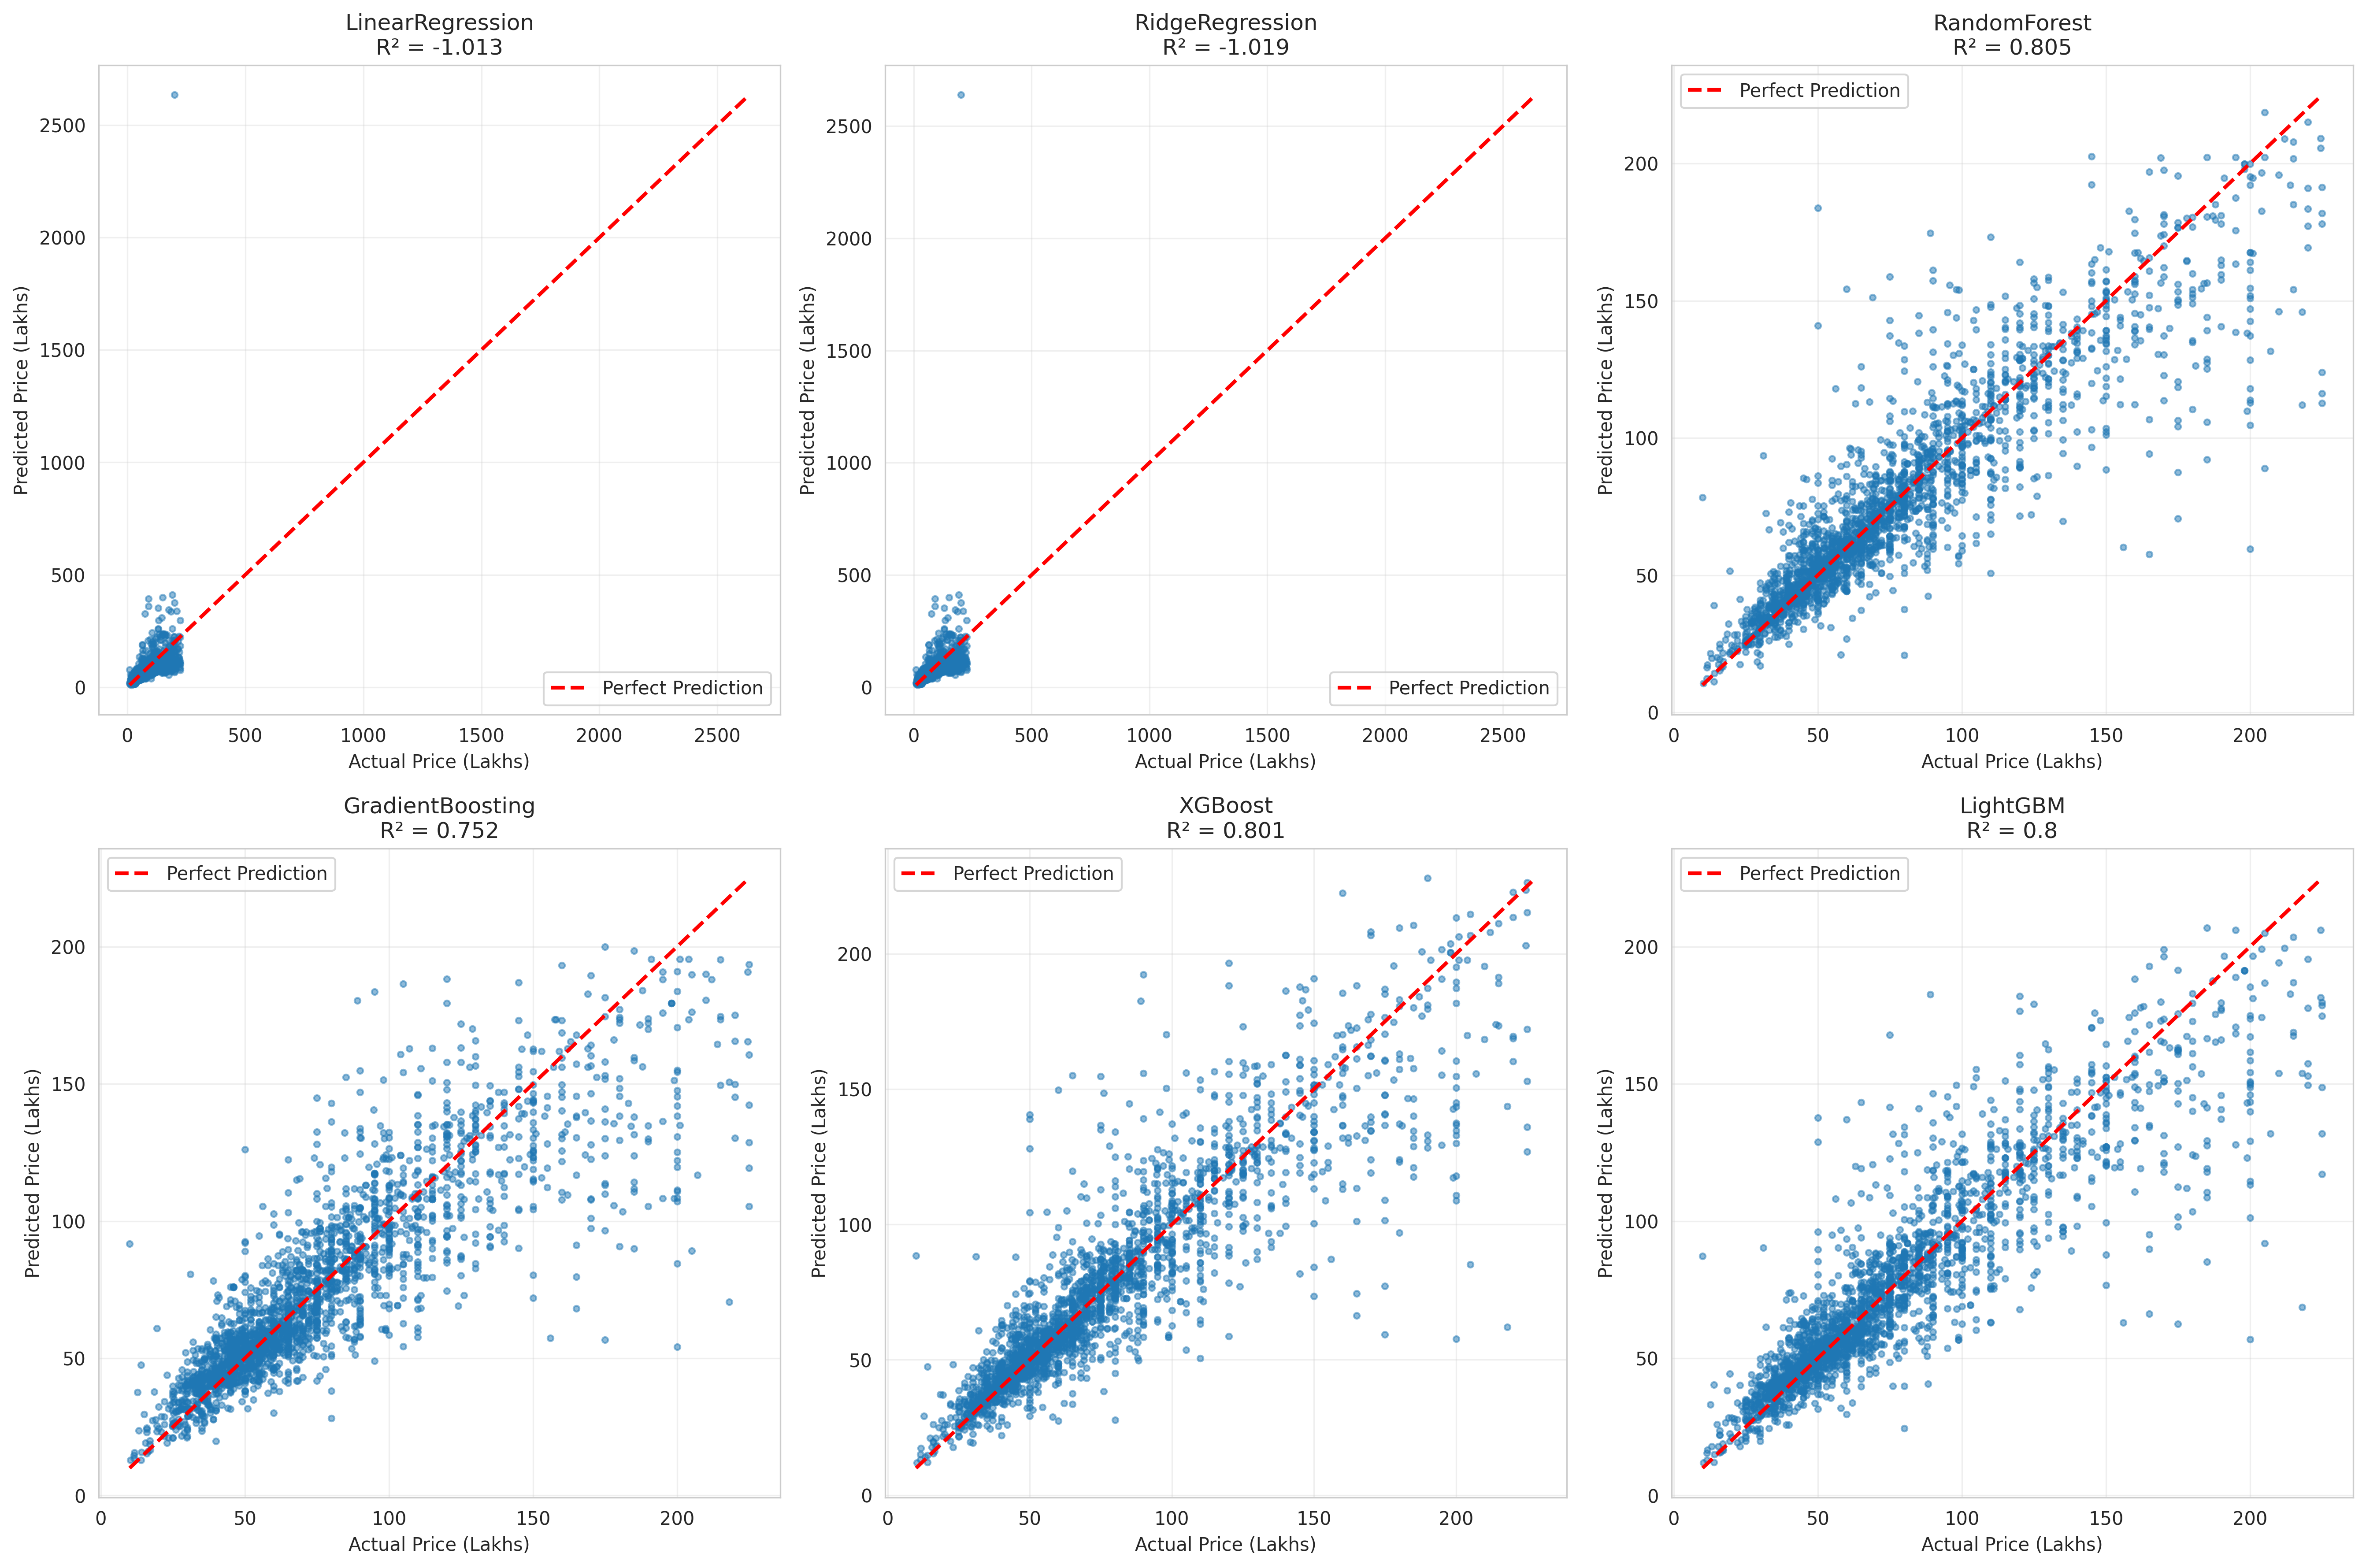 LinearRegression
R² = -1.013
Predicted Price (Lakhs)
2500
2000
1500
1000
500
0
Perfect Prediction
0 500 1000 1500 2000 2500
Actual Price (Lakhs)
RidgeRegression
R² = -1.019
Predicted Price (Lakhs)
2500
2000
1500
1000
500
0
Perfect Prediction
0 500 1000 1500 2000 2500
Actual Price (Lakhs)
RandomForest
R² = 0.805
Perfect Prediction
Predicted Price (Lakhs)
200
150
100
50
0
0 50 100 150 200
Actual Price (Lakhs)
GradientBoosting
R² = 0.752
Perfect Prediction
Predicted Price (Lakhs)
200
150
100
50
0
0 50 100 150 200
Actual Price (Lakhs)
XGBoost
R² = 0.801
Perfect Prediction
Predicted Price (Lakhs)
200
150
100
50
0
0 50 100 150 200
Actual Price (Lakhs)
LightGBM
R² = 0.8
Perfect Prediction
Predicted Price (Lakhs)
200
150
100
50
0
0 50 100 150 200
Actual Price (Lakhs)